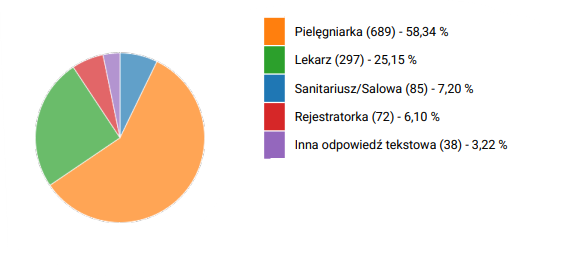 Pielęgniarka (689) - 58,34 %
Lekarz (297) - 25,15 %
Sanitariusz/Salowa (85) - 7,20 %
Rejestratorka (72) - 6,10 %
Inna odpowiedź tekstowa (38) - 3,22 %